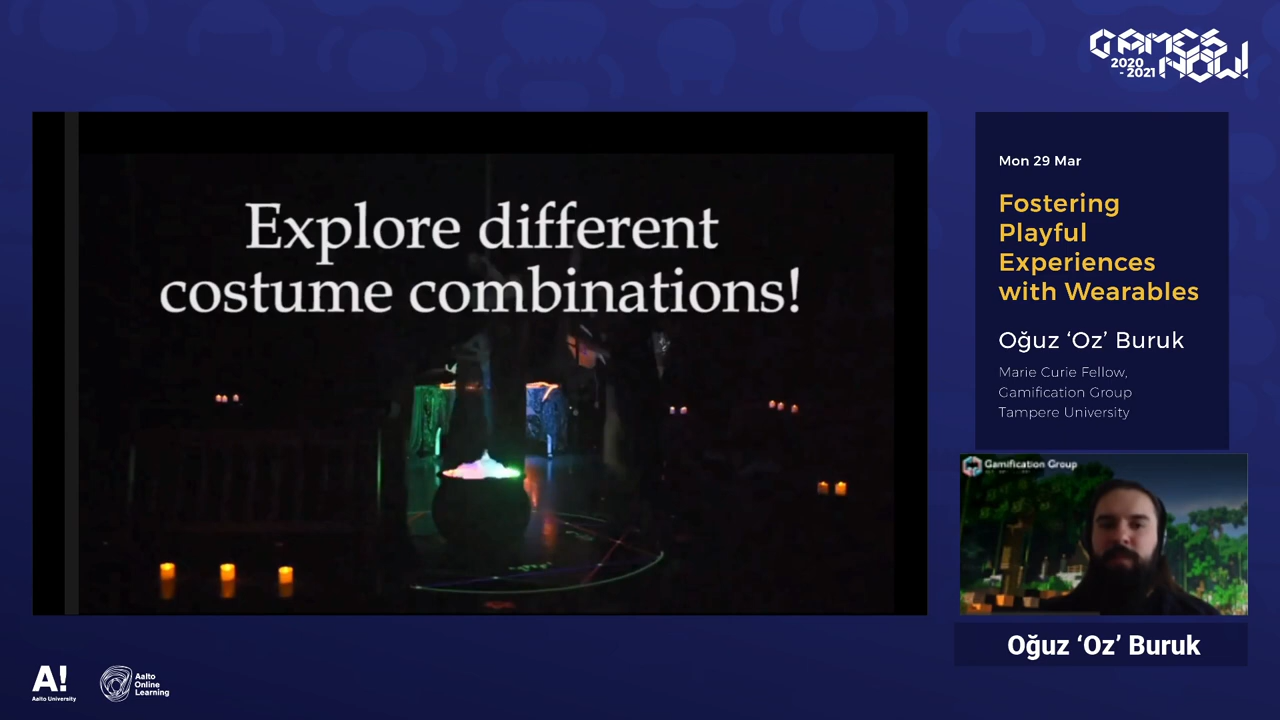 GAMES
NOW!
2020
- 2021
Explore different
costume combinations!
Mon 29 Mar
Fostering
Playful
Experiences
with Wearables
Oğuz ‘Oz’ Buruk
Marie Curie Fellow,
Gamification Group
Tampere University
Gamification Group
Oğuz ‘Oz’ Buruk
A!
Aalto University
Aalto
Online
Learning